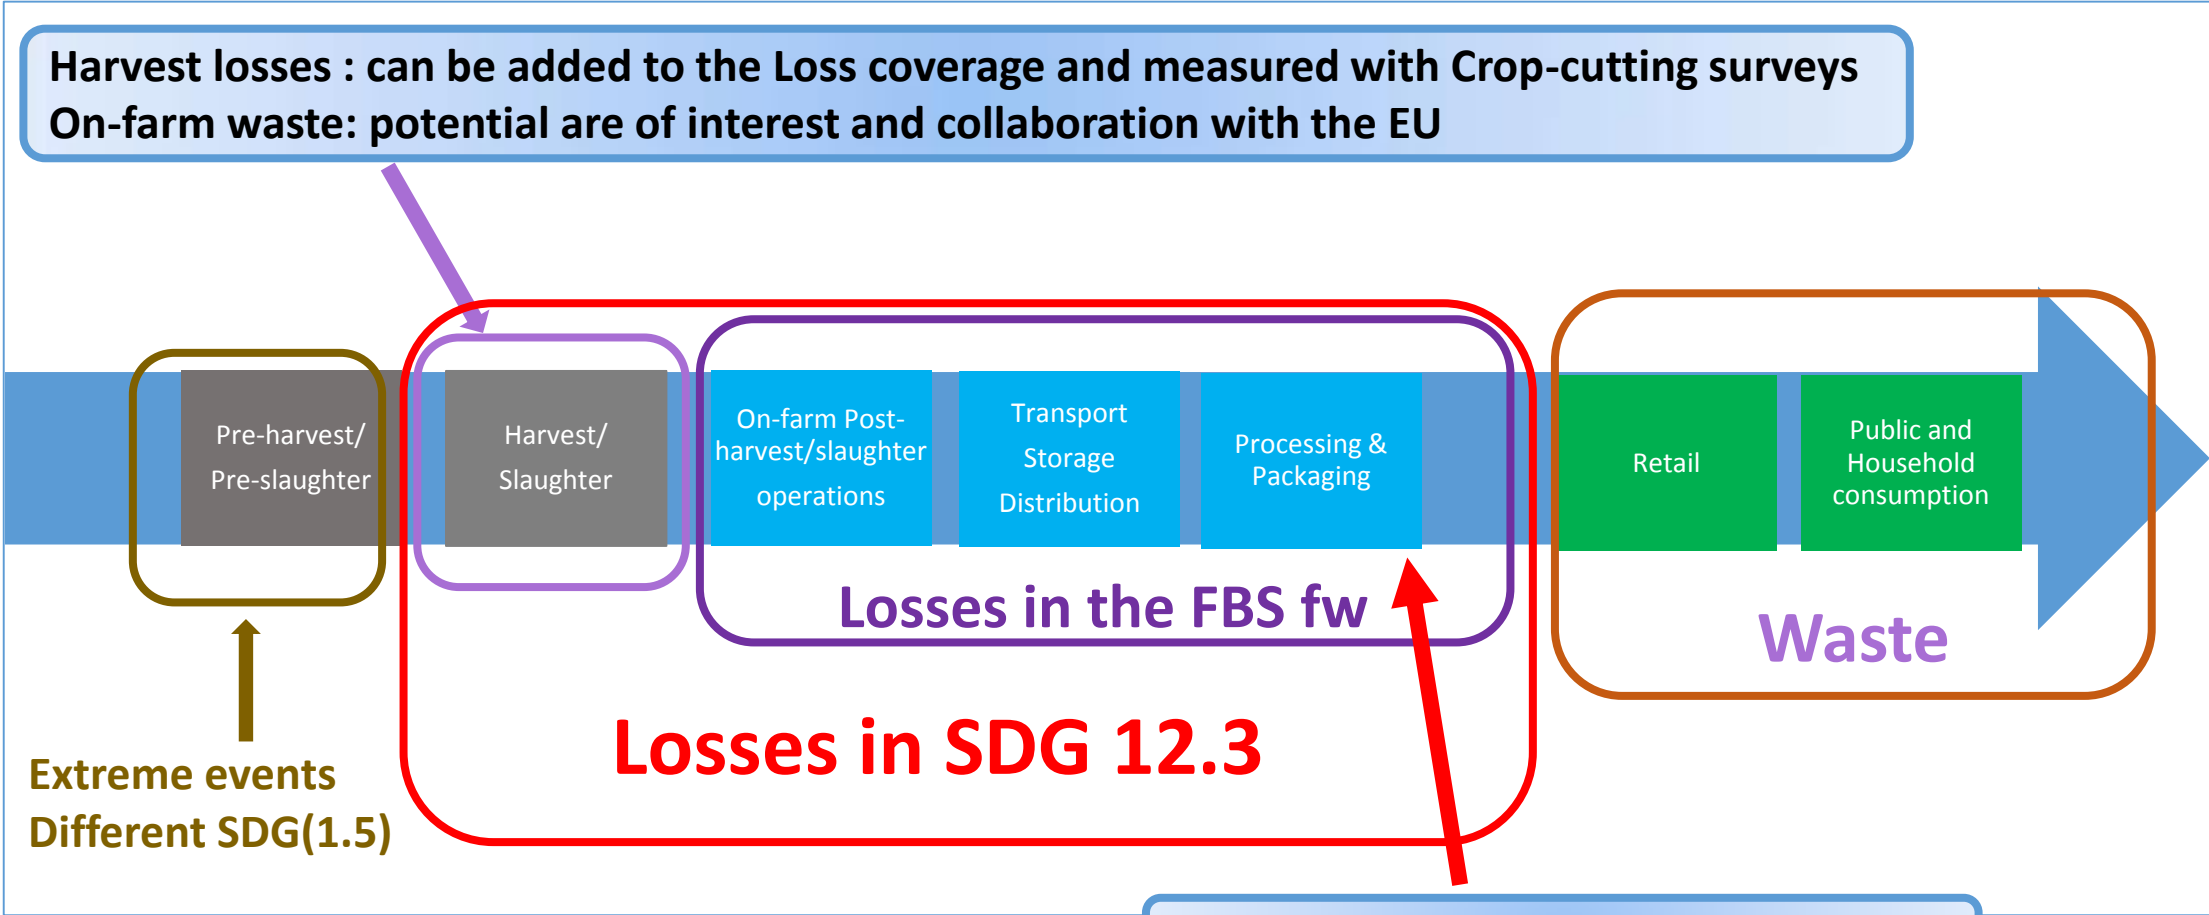 Harvest losses : can be added to the Loss coverage and measured with Crop-cutting surveys
On-farm waste: potential are of interest and collaboration with the EU
Pre-harvest/
Pre-slaughter
Harvest/
Slaughter
On-farm Post-
harvest/slaughter
operations
Transport
Storage
Distribution
Processing &
Packaging
Retail
Public and
Household
consumption
Losses in the FBS fw
Waste
Losses in SDG 12.3
Extreme events
Different SDG(1.5)